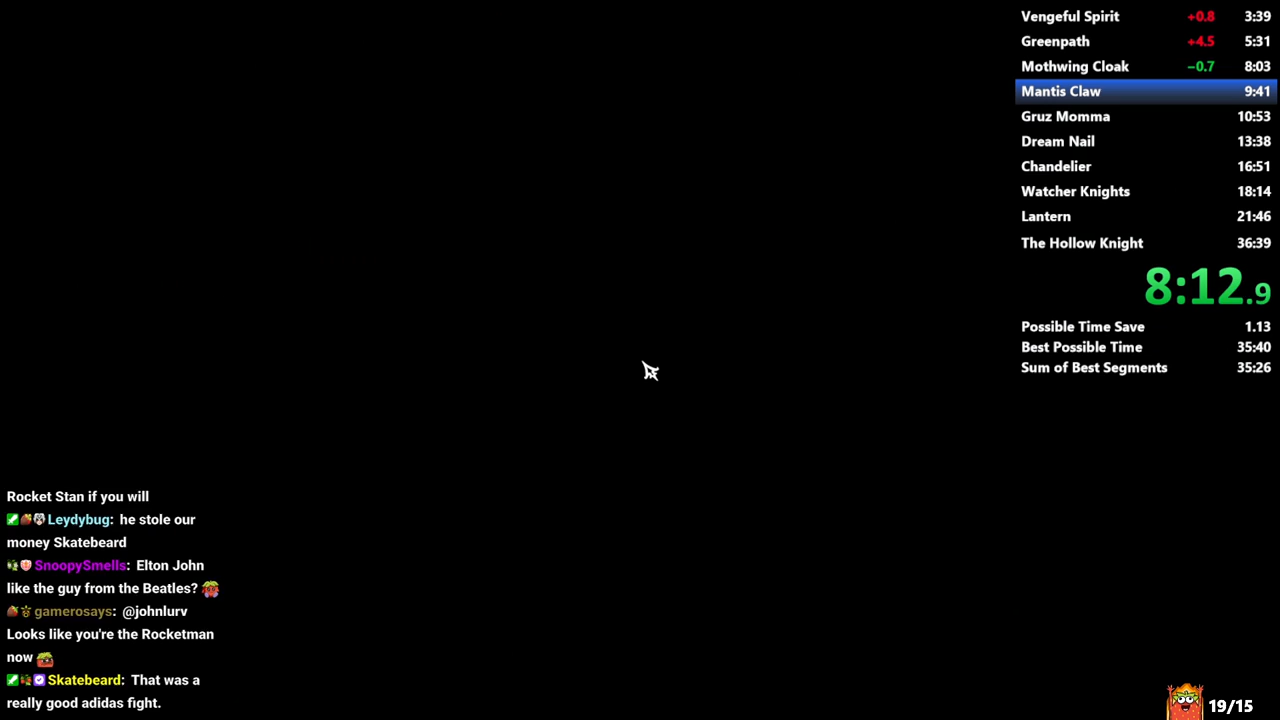 Vengeful Spirit +0.8 3:39
Greenpath +4.5 5:31
Mothwing Cloak −0.7 8:03
Mantis Claw 9:41
Gruz Momma 10:53
Dream Nail 13:38
Chandelier 16:51
Watcher Knights 18:14
Lantern 21:46
The Hollow Knight 36:39
8:12.9
Possible Time Save 1.13
Best Possible Time 35:40
Sum of Best Segments 35:26
Rocket Stan if you will
Leydybug: he stole our
money Skatebeard
SnoopySmells: Elton John
like the guy from the Beatles?
gamerosays: @johnlurv
Looks like you're the Rocketman
now
Skatebeard: That was a
really good adidas fight.
19/15